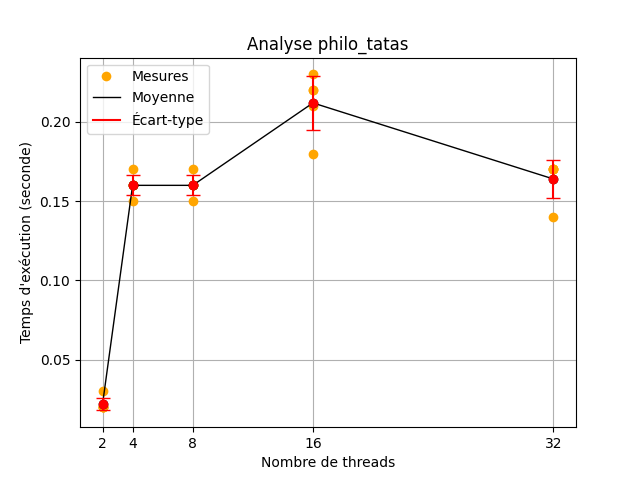 Analyse philo_tatas
Mesures
Moyenne
Écart-type
Temps d'exécution (seconde)
0.20
0.15
0.10
0.05
2 4 8 16 32
Nombre de threads